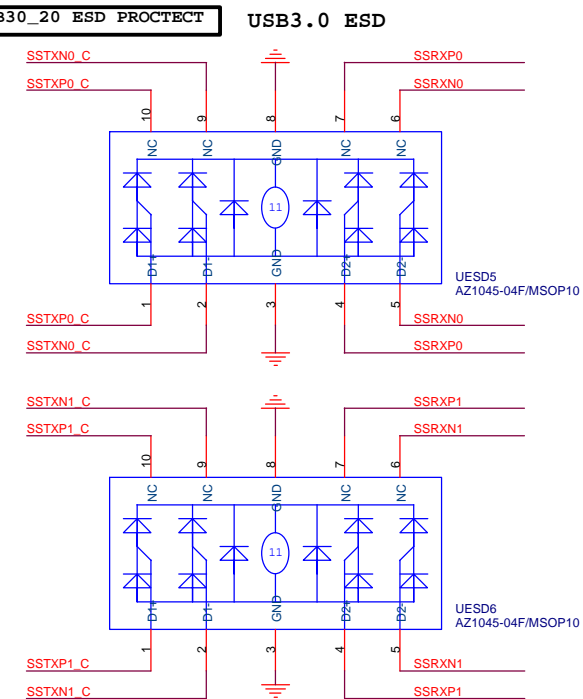 B30_20 ESD PROCTECT
USB3.0 ESD
SSTXN0_C
SSRXP0
SSTXP0_C
SSRXN0
10
9
8
7
6
NC
NC
GND
NC
NC
11
D1+
D1-
GND
D2+
D2-
UESD5
AZ1045-04F/MSOP10
1
2
3
4
5
SSTXP0_C
SSRXN0
SSTXN0_C
SSRXP0
SSTXN1_C
SSRXP1
SSTXP1_C
SSRXN1
10
9
8
7
6
NC
NC
GND
NC
NC
11
D1+
D1-
GND
D2+
D2-
UESD6
AZ1045-04F/MSOP10
1
2
3
4
5
SSTXP1_C
SSRXN1
SSTXN1_C
SSRXP1